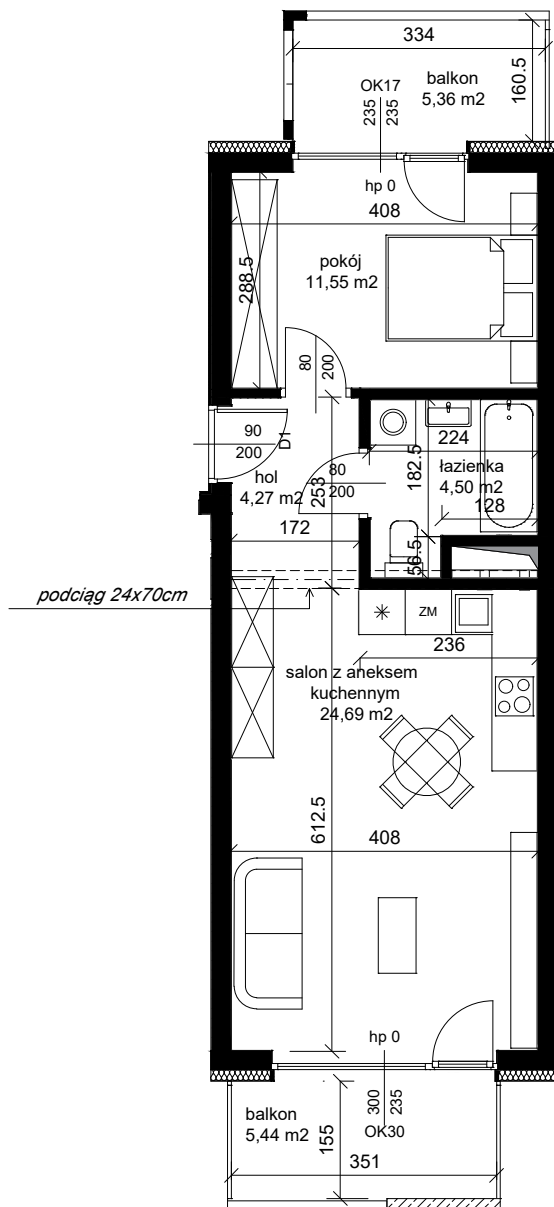 334
160.5
OK17
235
235
balkon
5,36 m2
hp 0
408
pokój
11,55 m2
288.5
80
200
90
200
D1
hol
4,27 m2
253
80
200
172
224
182.5
łazienka
4,50 m2
128
56.5
podciąg 24x70cm
ZM
236
salon z aneksem
kuchennym
24,69 m2
612.5
408
hp 0
300
235
OK30
balkon
5,44 m2
155
351